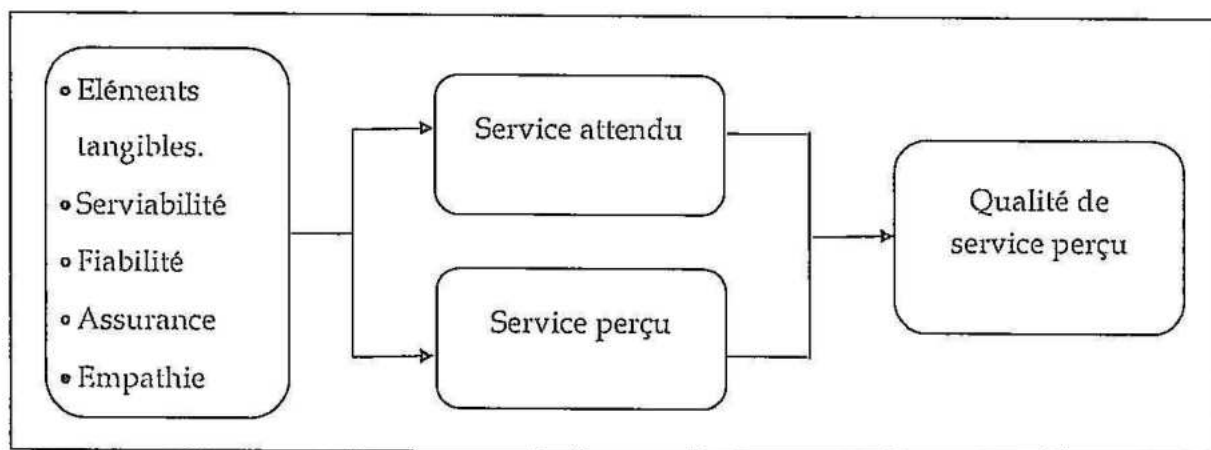 • Eléments
tangibles.
• Serviabilité
• Fiabilité
• Assurance
• Empathie
Service attendu
Service perçu
Qualité de
service perçu